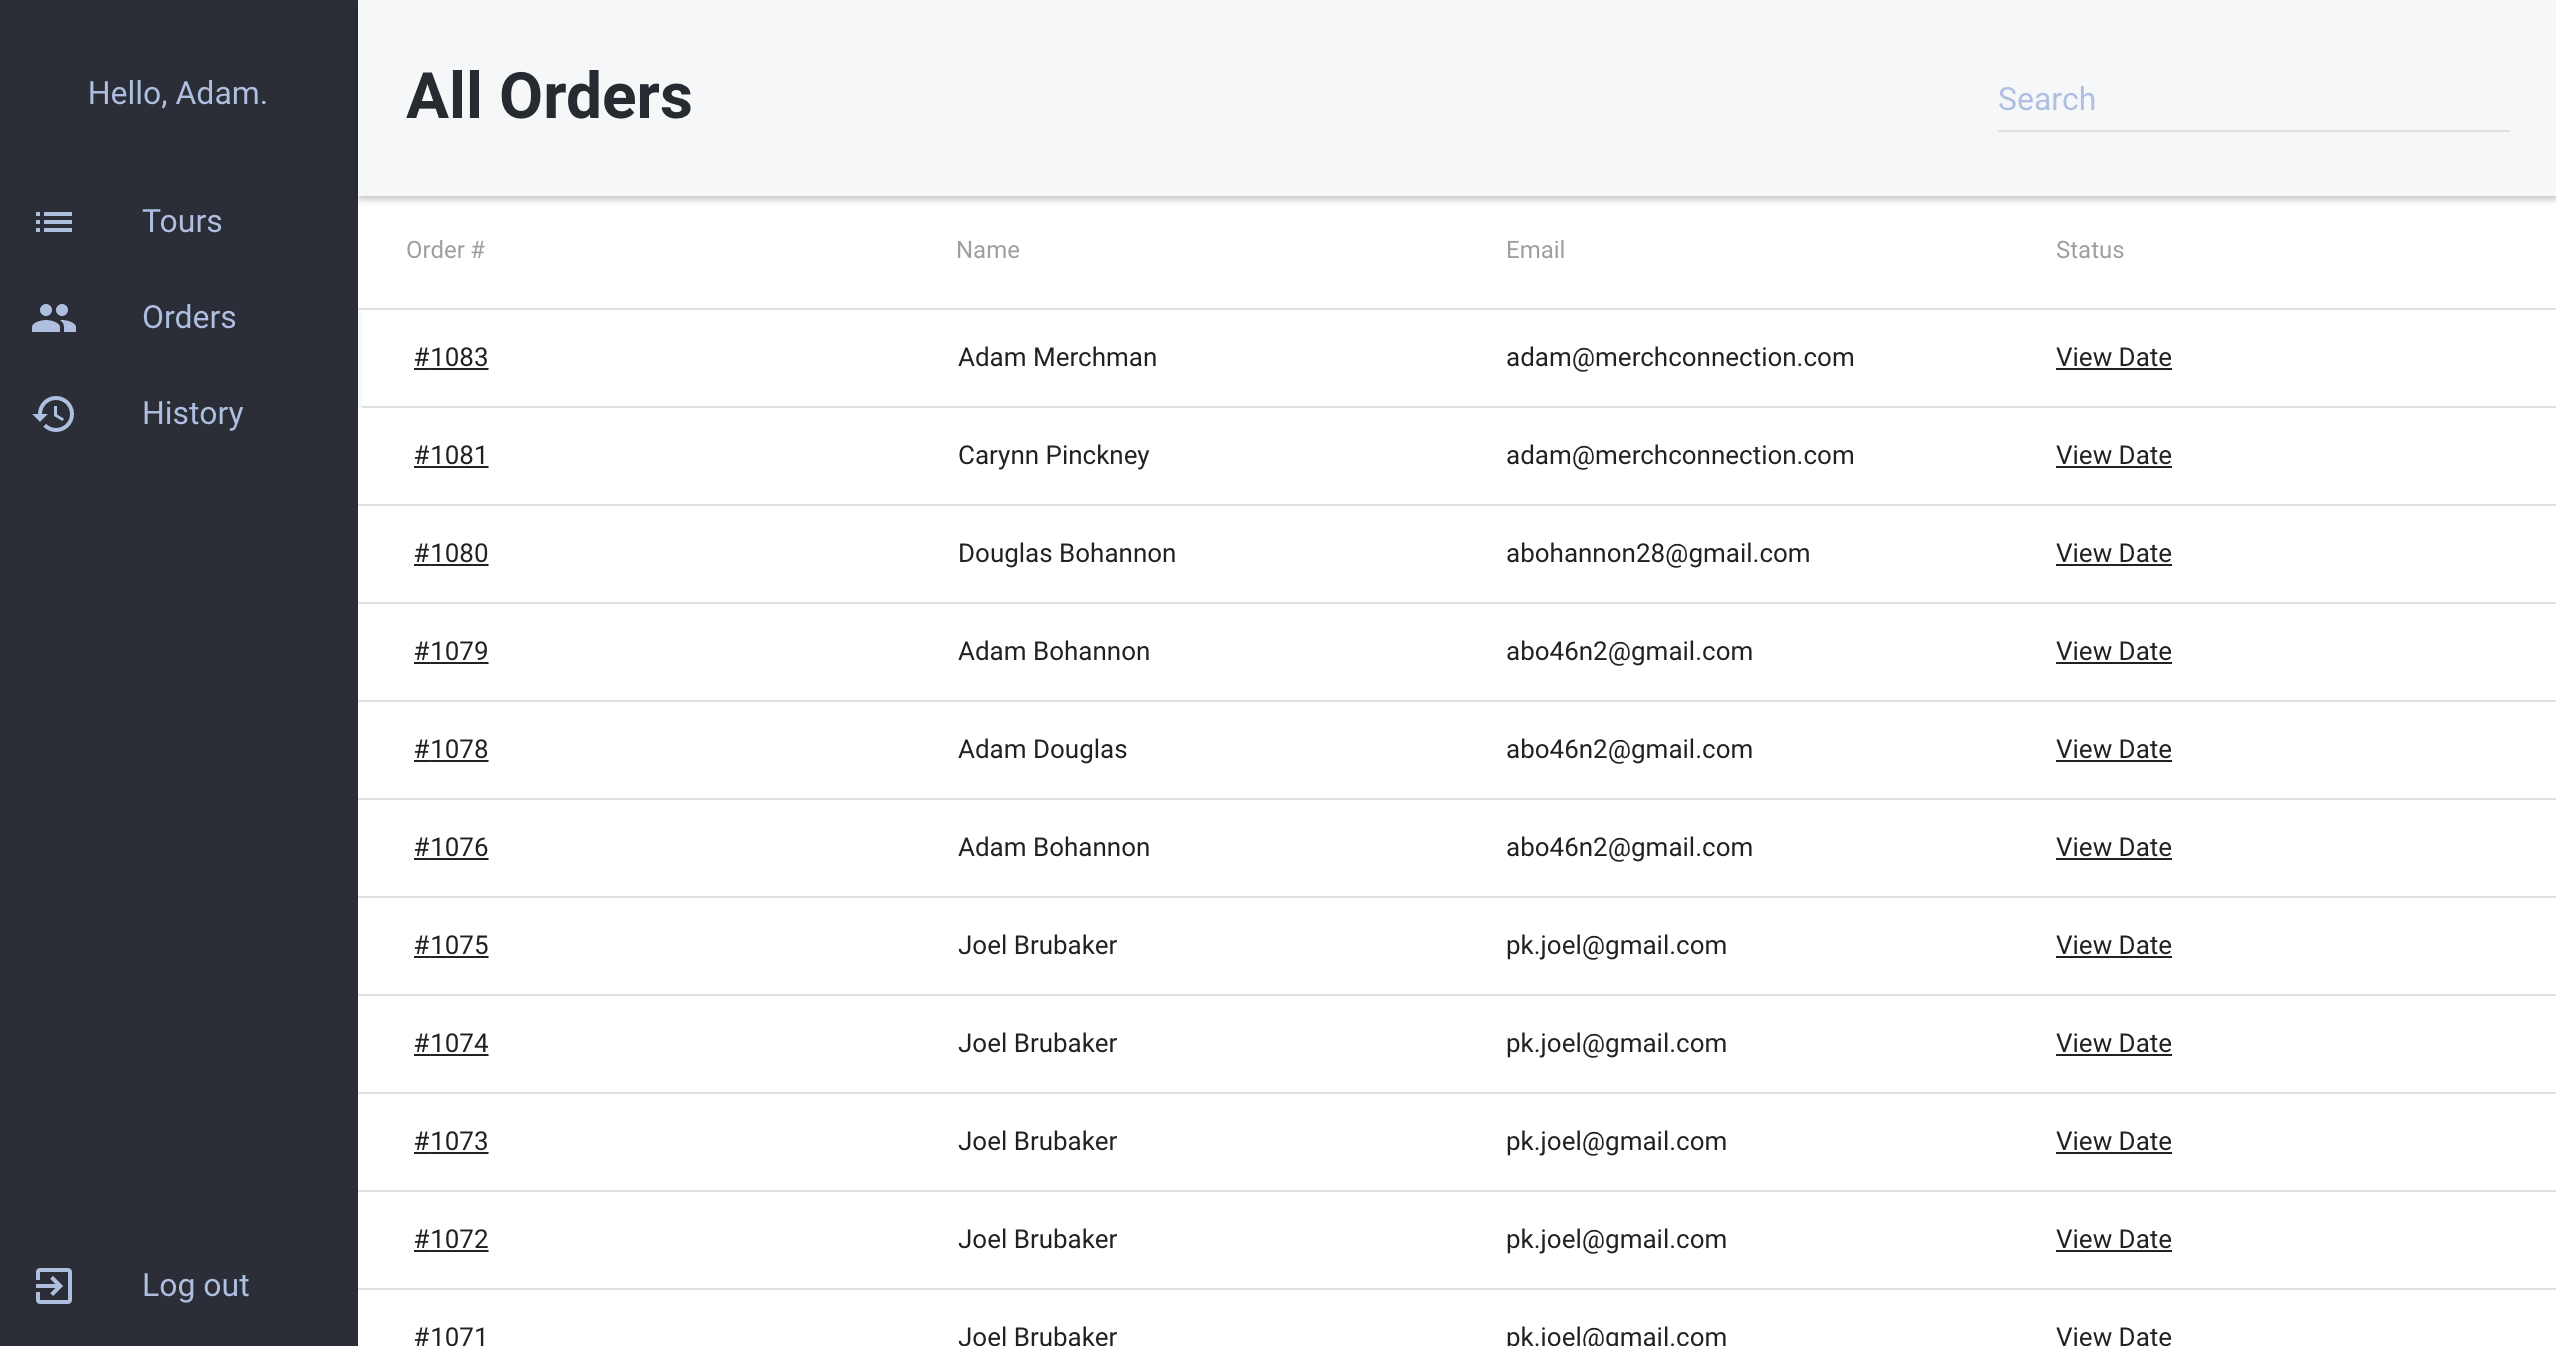 Hello, Adam.
Tours
Orders
History
Log out
All Orders
Search
Order # Name Email Status
#1083 Adam Merchman adam@merchconnection.com View Date
#1081 Carynn Pinckney adam@merchconnection.com View Date
#1080 Douglas Bohannon abohannon28@gmail.com View Date
#1079 Adam Bohannon abo46n2@gmail.com View Date
#1078 Adam Douglas abo46n2@gmail.com View Date
#1076 Adam Bohannon abo46n2@gmail.com View Date
#1075 Joel Brubaker pk.joel@gmail.com View Date
#1074 Joel Brubaker pk.joel@gmail.com View Date
#1073 Joel Brubaker pk.joel@gmail.com View Date
#1072 Joel Brubaker pk.joel@gmail.com View Date
#1071 Joel Brubaker pk.joel@gmail.com View Date